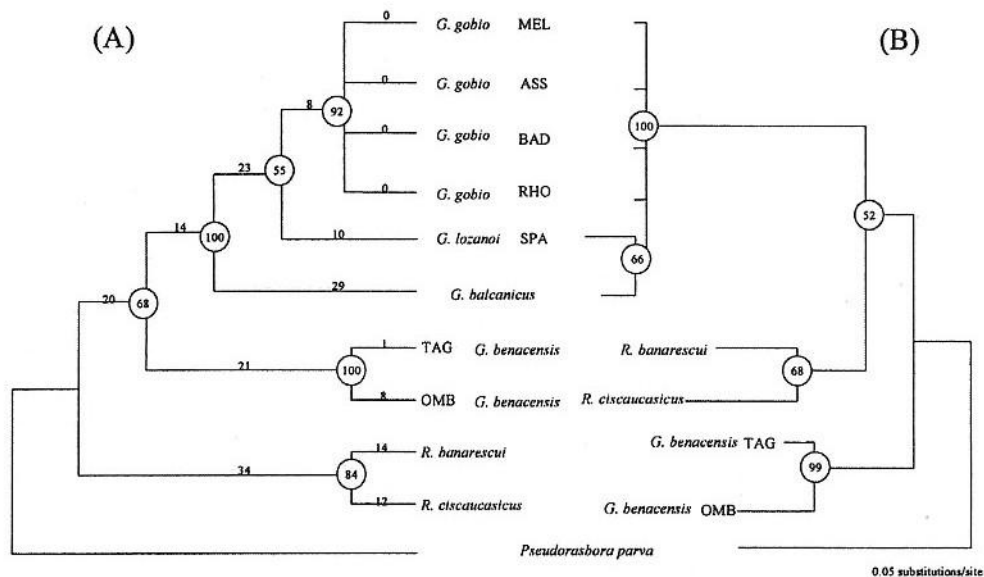 (A)
(B)
0
G. gobio MEL
0
G. gobio ASS
8
92
100
0
G. gobio BAD
23
55
0
G. gobio RHO
52
14
100
10
G. lozanoi SPA
66
29
G. balcanicus
20
68
1
TAG G. benacensis
R. banarescui
21
100
68
8
OMB G. benacensis
R. ciscaucasicus
14
R. banarescui
G. benacensis TAG
34
84
99
12
R. ciscaucasicus
G. benacensis OMB
Pseudorasbora parva
0.05 substitutions/site